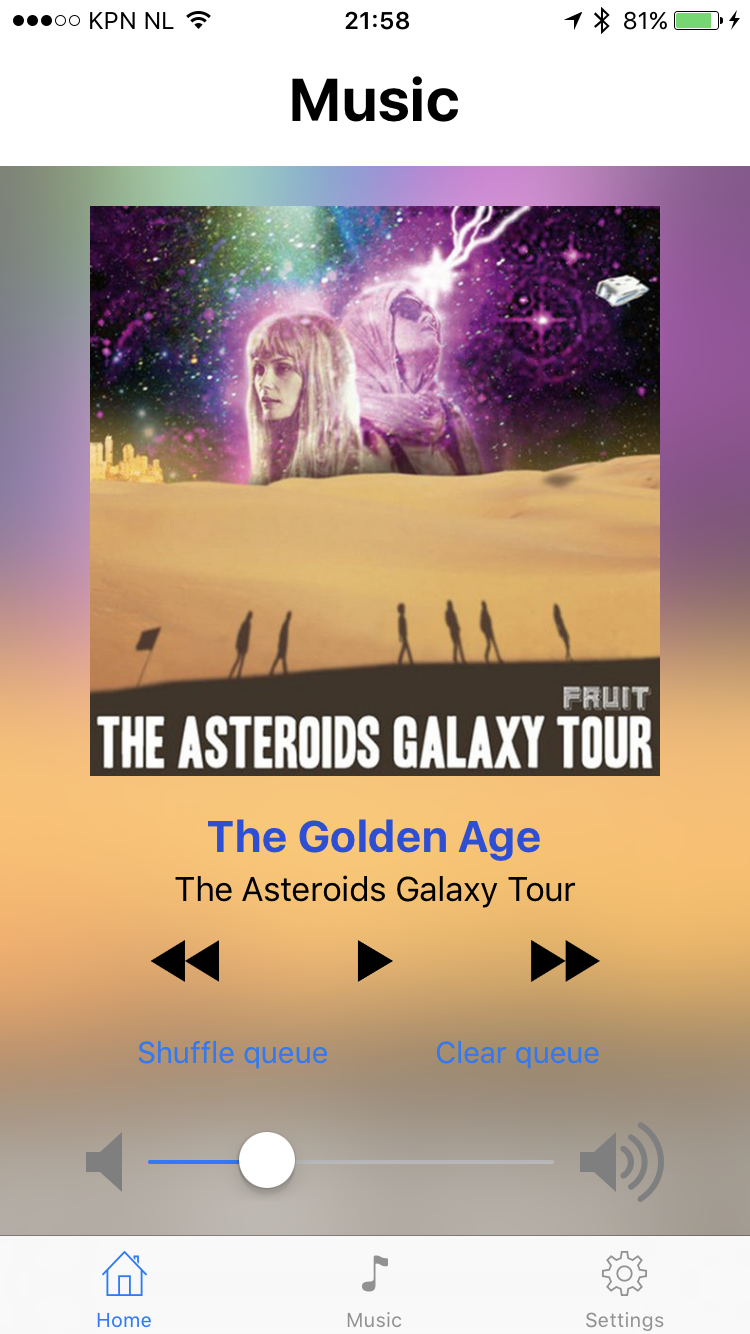 KPN NL 21:58 81%
Music
FRUIT
THE ASTEROIDS GALAXY TOUR
The Golden Age
The Asteroids Galaxy Tour
Shuffle queue Clear queue
Home Music Settings